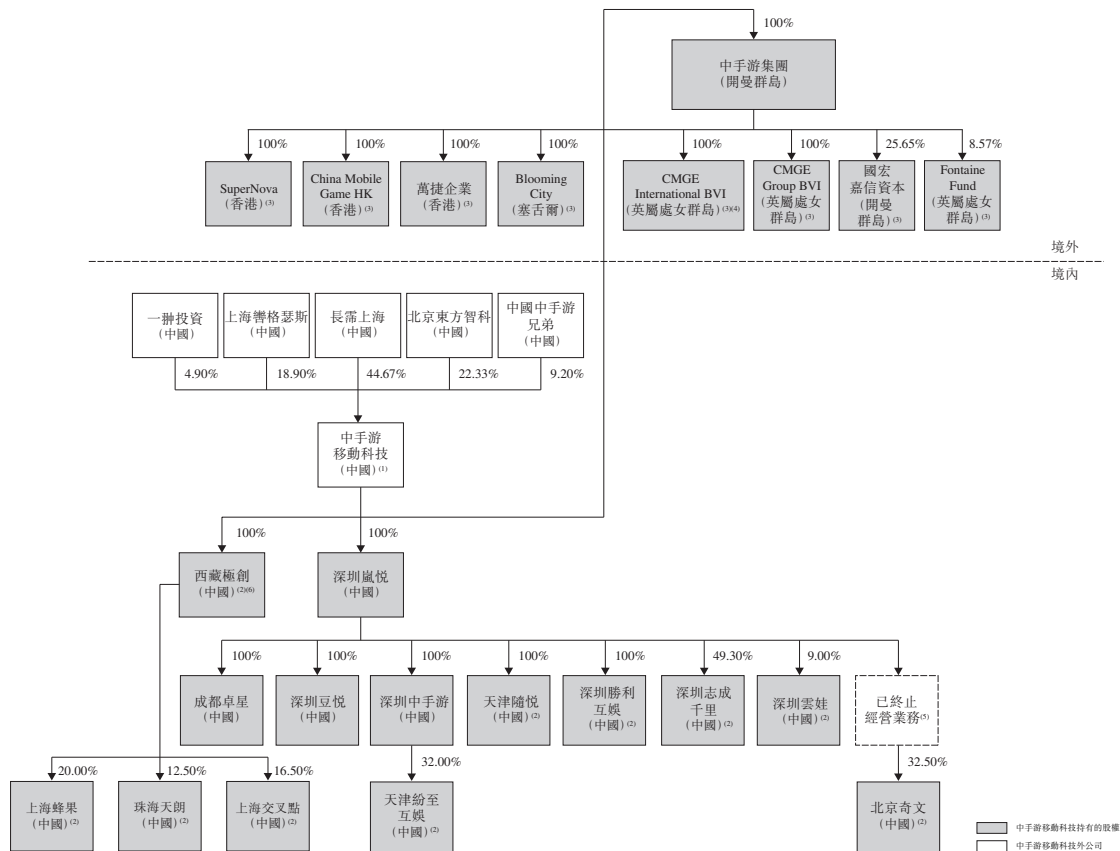 100%
中手游集團
(開曼群島)
100%
100%
100%
100%
100%
100%
25.65%
8.57%
SuperNova
(香港)(3)
China Mobile
Game HK
(香港)(3)
萬捷企業
(香港)(3)
Blooming
City
(塞舌爾)(3)
CMGE
International BVI
(英屬處女群島)(3)(4)
CMGE
Group BVI
(英屬處女
群島)(3)
國宏
嘉信資本
(開曼
群島)(3)
Fontaine
Fund
(英屬處女
群島)(3)
境外
境內
一翀投資
(中國)
上海轡格瑟斯
(中國)
長霈上海
(中國)
北京東方智科
(中國)
中國中手游
兄弟
(中國)
4.90%
18.90%
44.67%
22.33%
9.20%
中手游
移動科技
(中國)(1)
100%
100%
西藏極創
(中國)(2)(6)
深圳嵐悅
(中國)
100%
100%
100%
100%
100%
49.30%
9.00%
成都卓星
(中國)
深圳豆悅
(中國)
深圳中手游
(中國)
天津隨悅
(中國)(2)
深圳勝利
互娛
(中國)(2)
深圳志成
千里
(中國)(2)
深圳雲娃
(中國)(2)
已終止
經營業務(5)
20.00%
12.50%
16.50%
32.00%
32.50%
上海蜂果
(中國)(2)
珠海天朗
(中國)(2)
上海交叉點
(中國)(2)
天津紛至
互娛
(中國)(2)
北京奇文
(中國)(2)
中手游移動科技持有的股權
中手游移動科技外公司